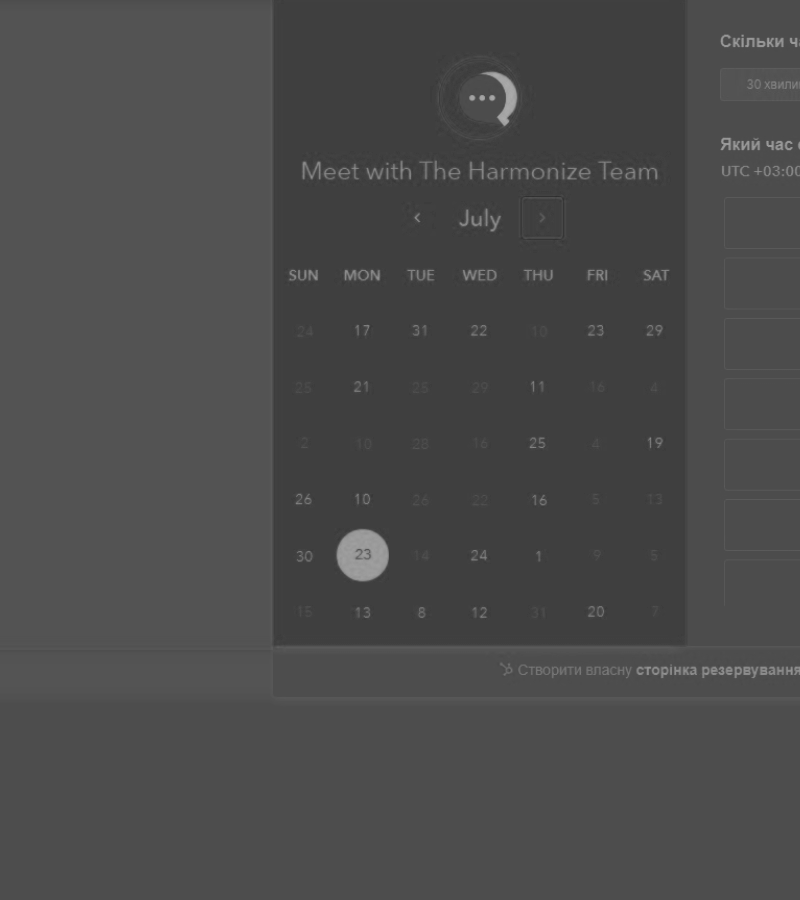 Скільки ч
30 хвили
Meet with The Harmonize Team
Який час
UTC +03:00
July
SUN MON TUE WED THU FRI SAT
24 17 31 22 10 23 29
25 21 25 29 11 16 4
2 10 28 16 25 4 19
26 10 26 22 16 5 13
30 23 14 24 1 9 5
15 13 8 12 31 20 7
Створити власну сторінка резервування